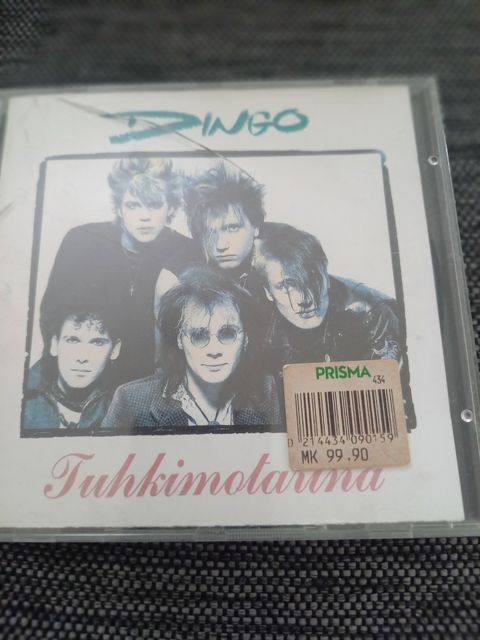 DINGO
PRISMA
434
0 214434 090159
MK 99.90
Tuhkimotarina